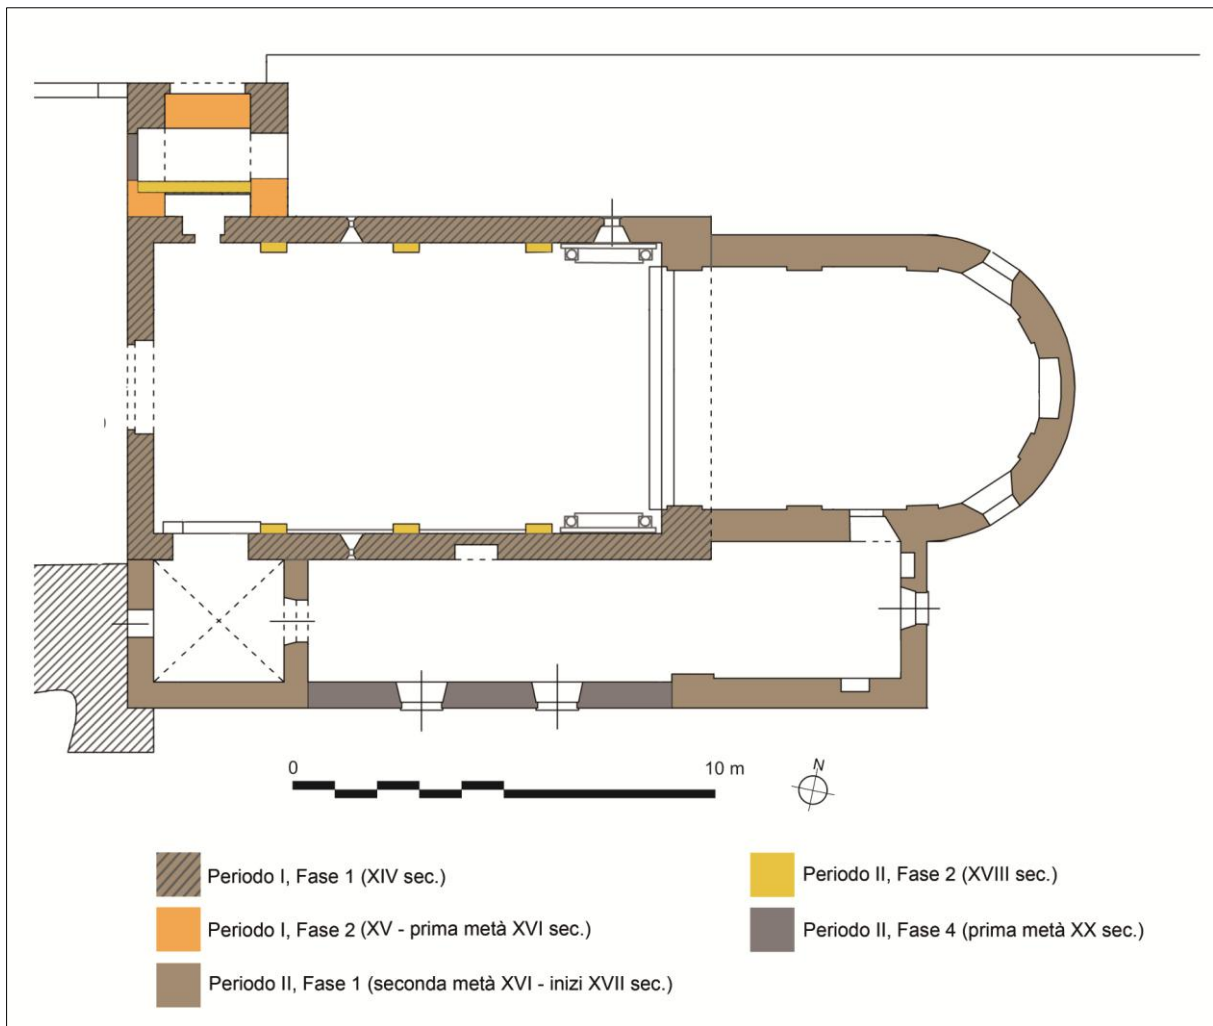 N
0
10 m
Periodo I, Fase 1 (XIV sec.)
Periodo II, Fase 2 (XVIII sec.)
Periodo I, Fase 2 (XV - prima metà XVI sec.)
Periodo II, Fase 4 (prima metà XX sec.)
Periodo II, Fase 1 (seconda metà XVI - inizi XVII sec.)